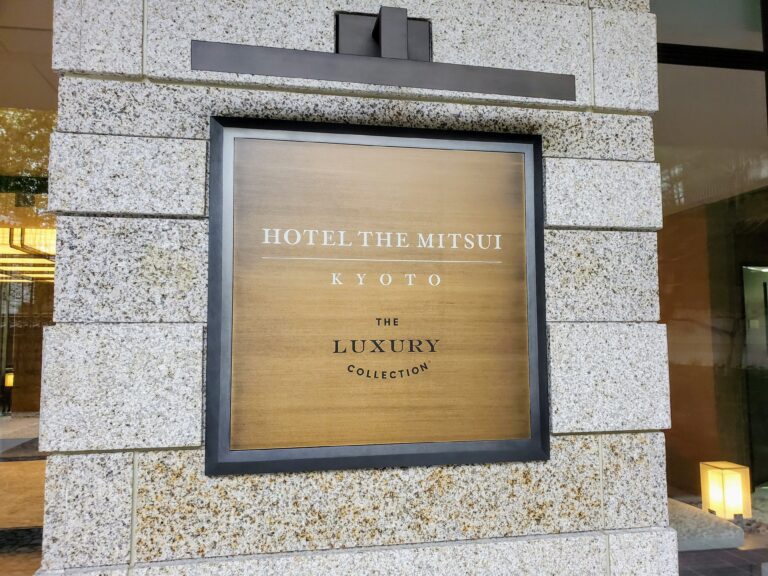 HOTEL THE MITSUI
KYOTO
THE
LUXURY
COLLECTION